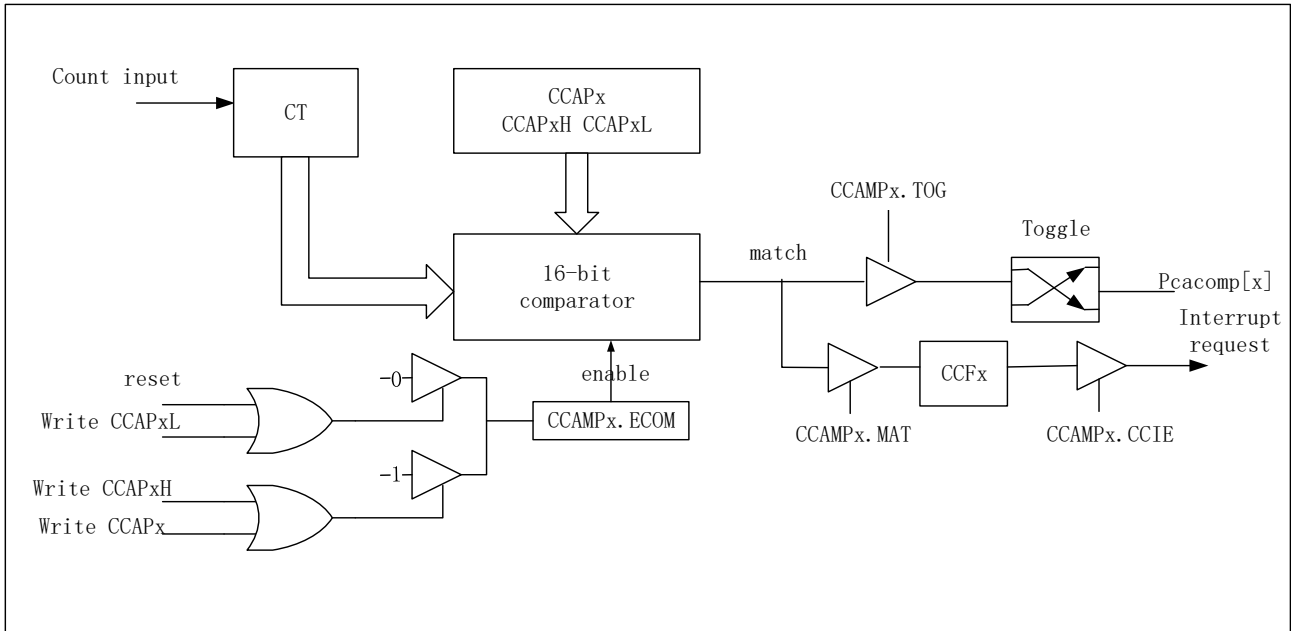 Count input
CT
CCAPx
CCAPxH CCAPxL
CCAMPx.TOG
Toggle
match
16-bit
comparator
Pcacomp[x]
Interrupt
request
-0
enable
CCFx
reset
Write CCAPxL
CCAMPx.ECOM
CCAMPx.MAT
CCAMPx.CCIE
-1
Write CCAPxH
Write CCAPx